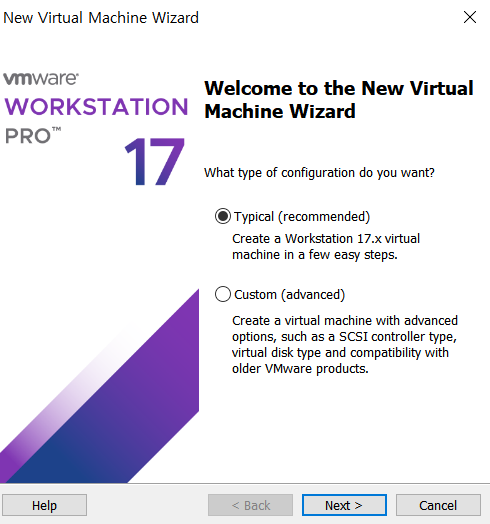 New Virtual Machine Wizard
vmware®
WORKSTATION
PRO™
17
Welcome to the New Virtual
Machine Wizard
What type of configuration do you want?
Typical (recommended)
Create a Workstation 17.x virtual
machine in a few easy steps.
Custom (advanced)
Create a virtual machine with advanced
options, such as a SCSI controller type,
virtual disk type and compatibility with
older VMware products.
Help
< Back
Next >
Cancel